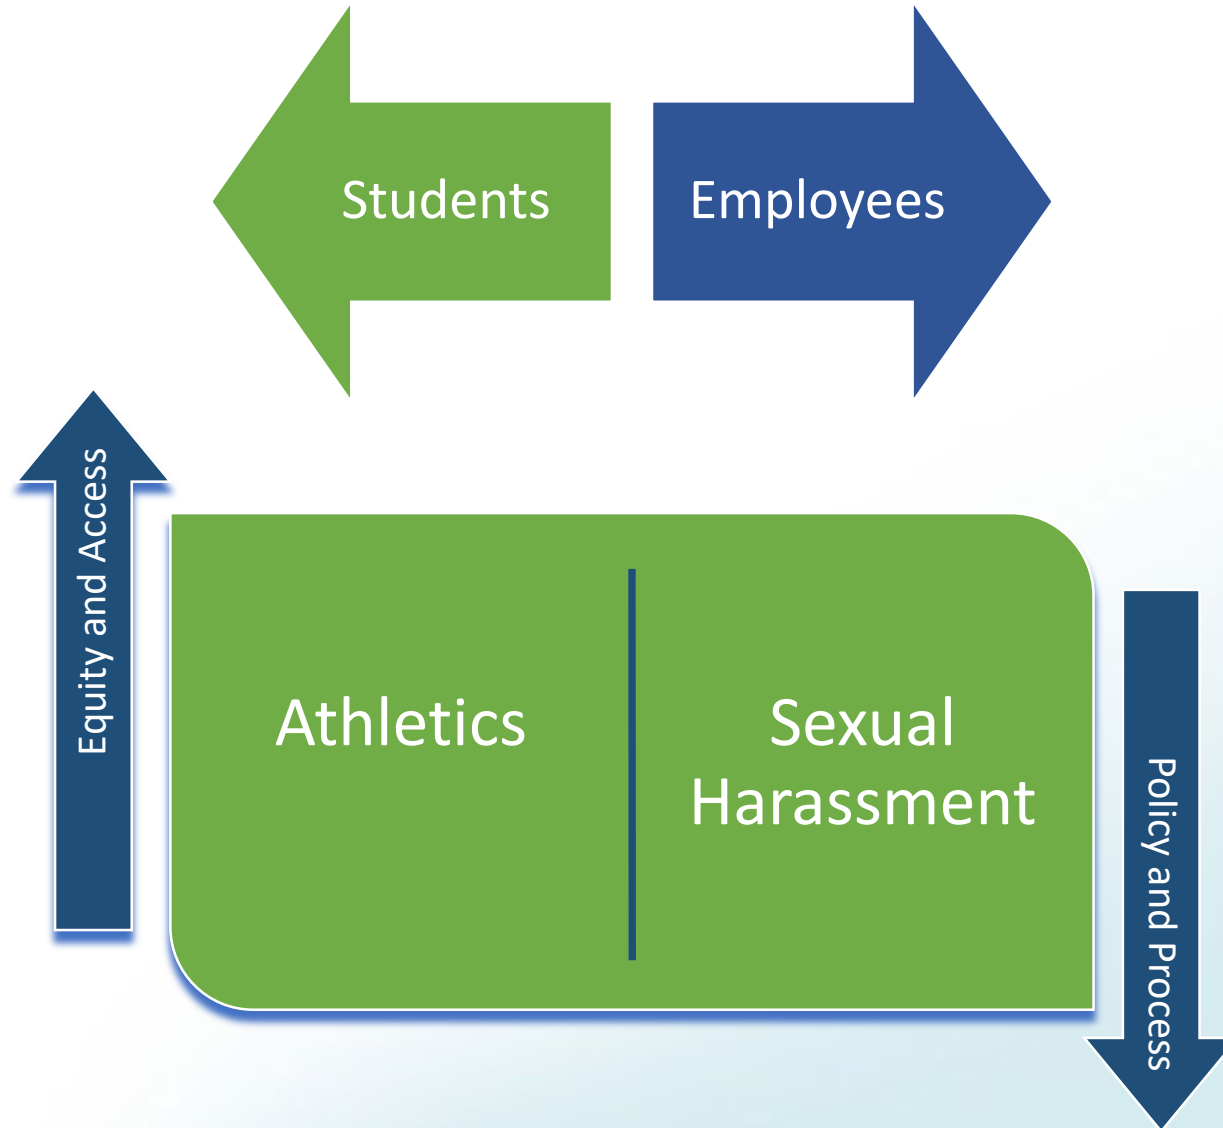 Students
Employees
Equity and Access
Athletics
Sexual
Harassment
Policy and Process